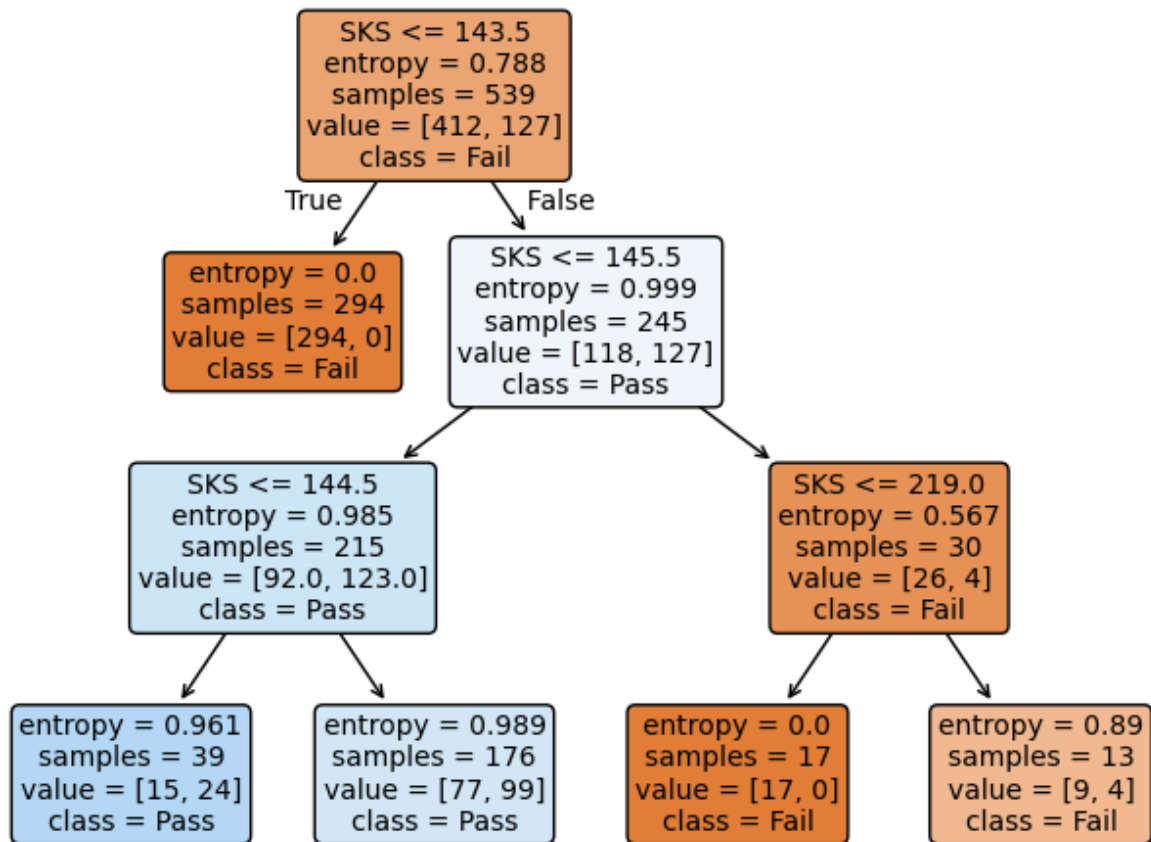 SKS <= 143.5
entropy = 0.788
samples = 539
value = [412, 127]
class = Fail
True
False
entropy = 0.0
samples = 294
value = [294, 0]
class = Fail
SKS <= 145.5
entropy = 0.999
samples = 245
value = [118, 127]
class = Pass
SKS <= 144.5
entropy = 0.985
samples = 215
value = [92.0, 123.0]
class = Pass
SKS <= 219.0
entropy = 0.567
samples = 30
value = [26, 4]
class = Fail
entropy = 0.961
samples = 39
value = [15, 24]
class = Pass
entropy = 0.989
samples = 176
value = [77, 99]
class = Pass
entropy = 0.0
samples = 17
value = [17, 0]
class = Fail
entropy = 0.89
samples = 13
value = [9, 4]
class = Fail